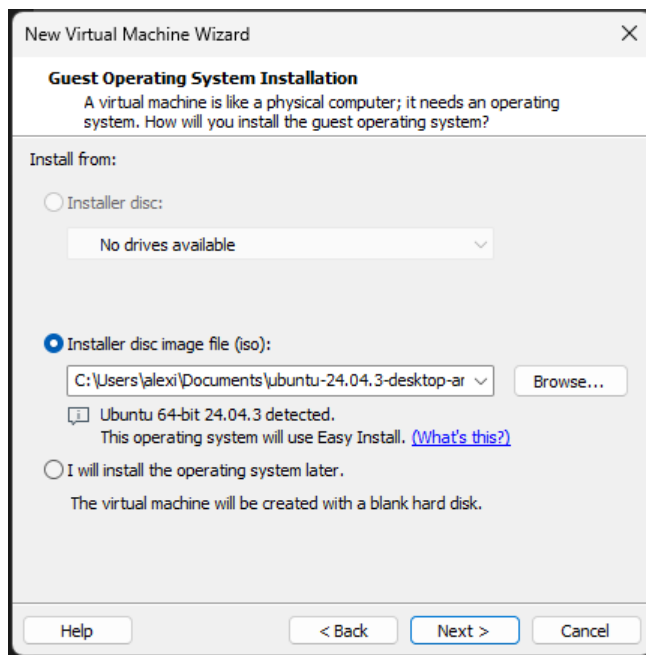 New Virtual Machine Wizard
Guest Operating System Installation
A virtual machine is like a physical computer; it needs an operating
system. How will you install the guest operating system?
Install from:
Installer disc:
No drives available
Installer disc image file (iso):
C:\Users\alexi\Documents\ubuntu-24.04.3-desktop-ar
Browse...
Ubuntu 64-bit 24.04.3 detected.
This operating system will use Easy Install. (What's this?)
I will install the operating system later.
The virtual machine will be created with a blank hard disk.
Help
< Back
Next >
Cancel